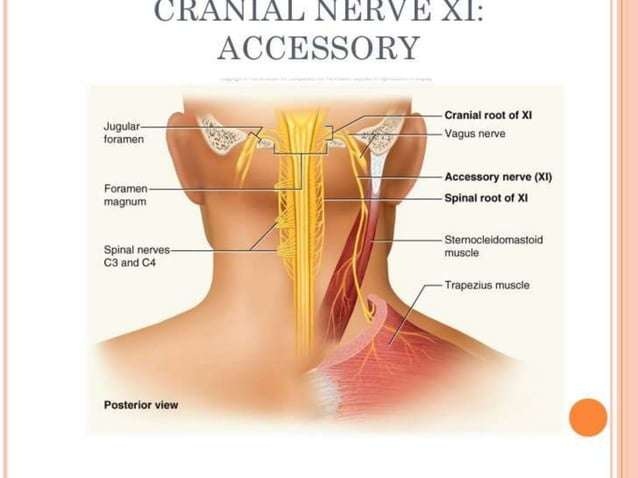 CRANIAL NERVE XI:
ACCESSORY
Jugular
foramen
Foramen
magnum
Spinal nerves
C3 and C4
Cranial root of XI
Vagus nerve
Accessory nerve (XI)
Spinal root of XI
Sternocleidomastoid
muscle
Trapezius muscle
Posterior view